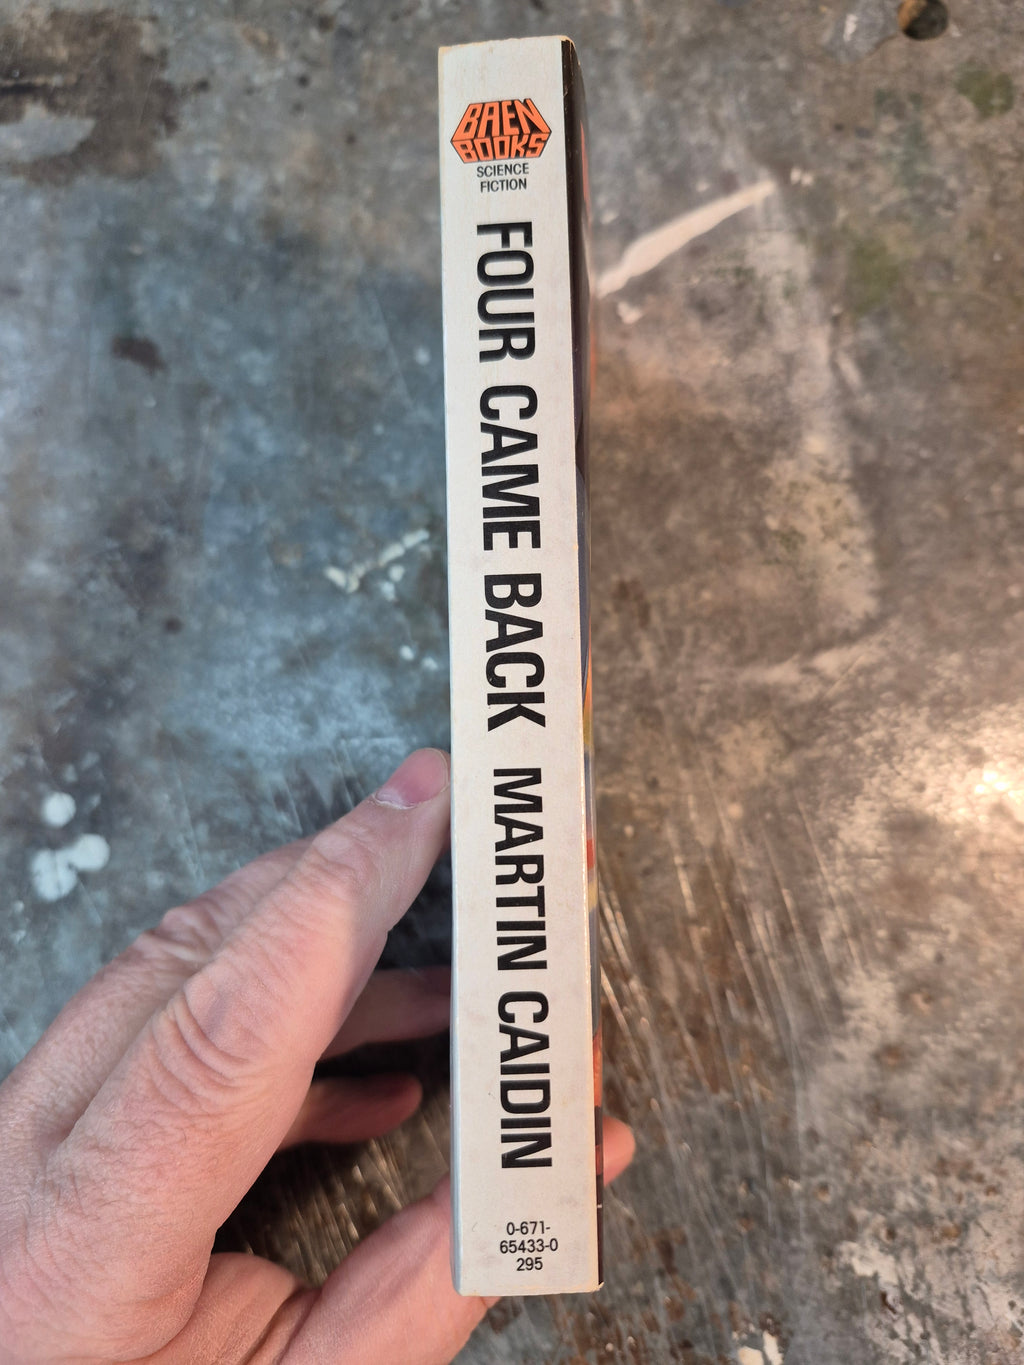 BAEN
BOOKS
SCIENCE
FICTION
FOUR CAME BACK MARTIN CAIDIN
0-671-
65433-0
295